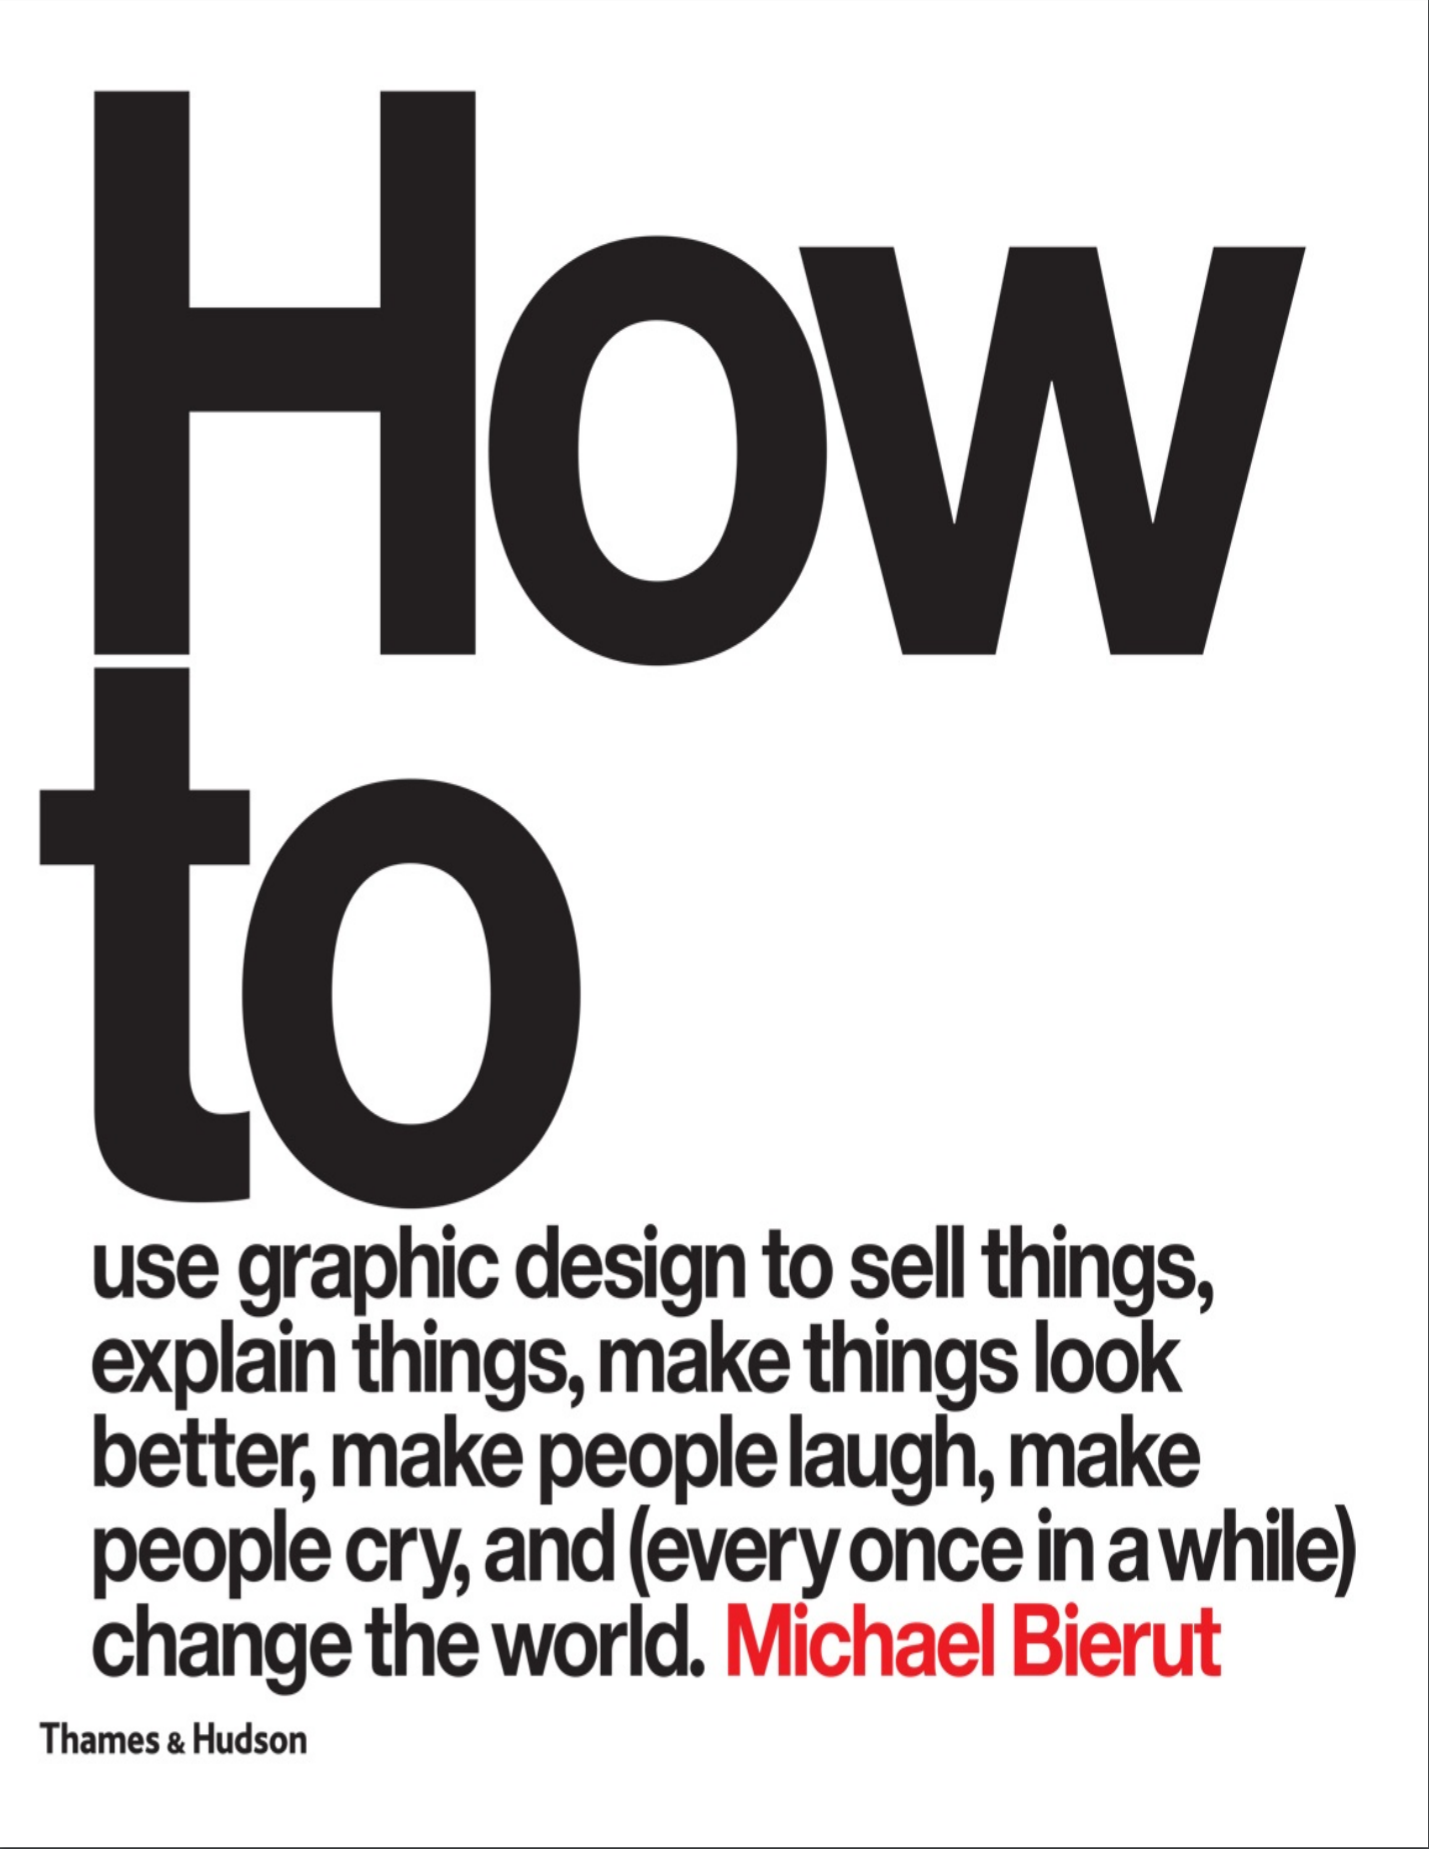 How
to
use graphic design to sell things,
explain things, make things look
better, make people laugh, make
people cry, and (every once in a while)
change the world. Michael Bierut
Thames & Hudson